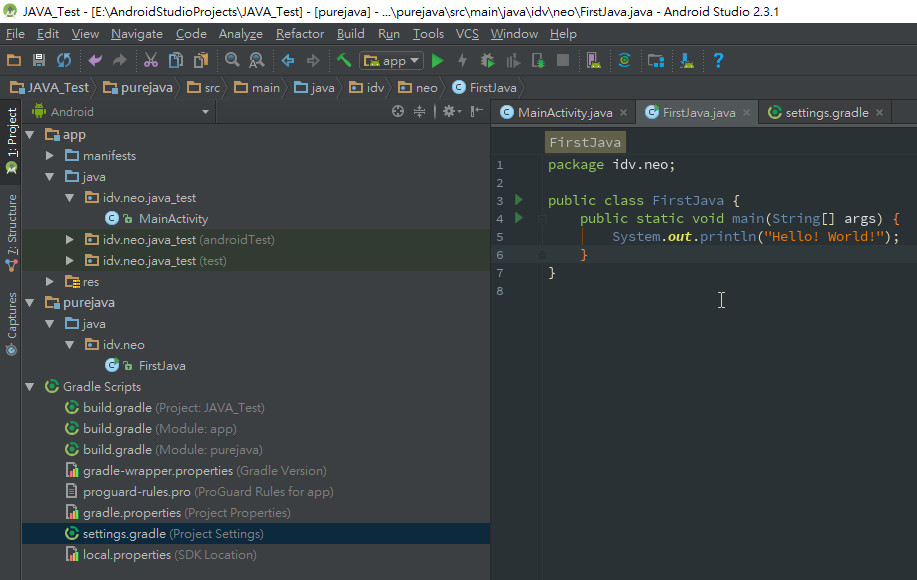 JAVA_Test - [E:\AndroidStudioProjects\JAVA_Test] - [purejava] - ...\purejava\src\main\java\idv\neo\FirstJava.java - Android Studio 2.3.1
File Edit View Navigate Code Analyze Refactor Build Run Tools VCS Window Help
app
JAVA_Test purejava src main java idv neo FirstJava
1: Project
Z: Structure
Captures
Android
app
manifests
java
idv.neo.java_test
MainActivity
idv.neo.java_test (androidTest)
idv.neo.java_test (test)
res
purejava
java
idv.neo
FirstJava
Gradle Scripts
build.gradle (Project: JAVA_Test)
build.gradle (Module: app)
build.gradle (Module: purejava)
gradle-wrapper.properties (Gradle Version)
proguard-rules.pro (ProGuard Rules for app)
gradle.properties (Project Properties)
settings.gradle (Project Settings)
local.properties (SDK Location)
MainActivity.java FirstJava.java settings.gradle
FirstJava
1 package idv.neo;
2
3 public class FirstJava {
4 public static void main(String[] args) {
5 System.out.println("Hello! World!");
6 }
7 }
8